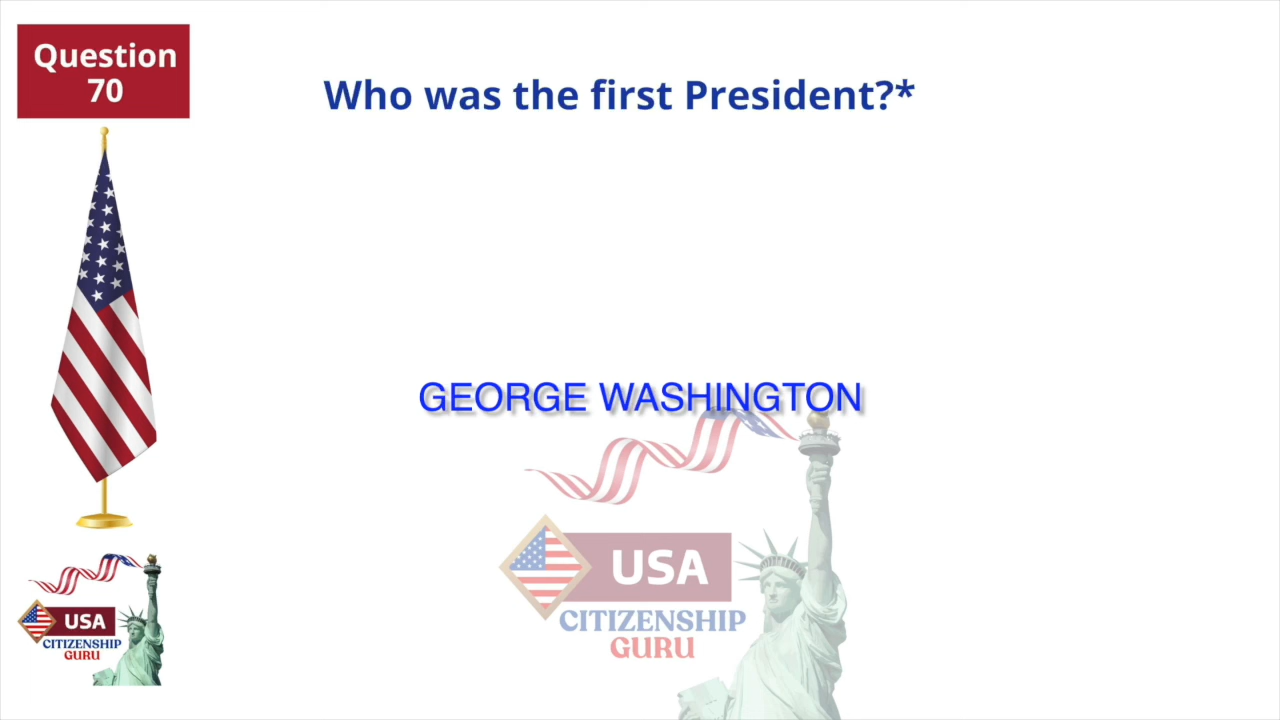 Question
70
Who was the first President?*
GEORGE WASHINGTON
USA
CITIZENSHIP
GURU
USA
CITIZENSHIP
GURU